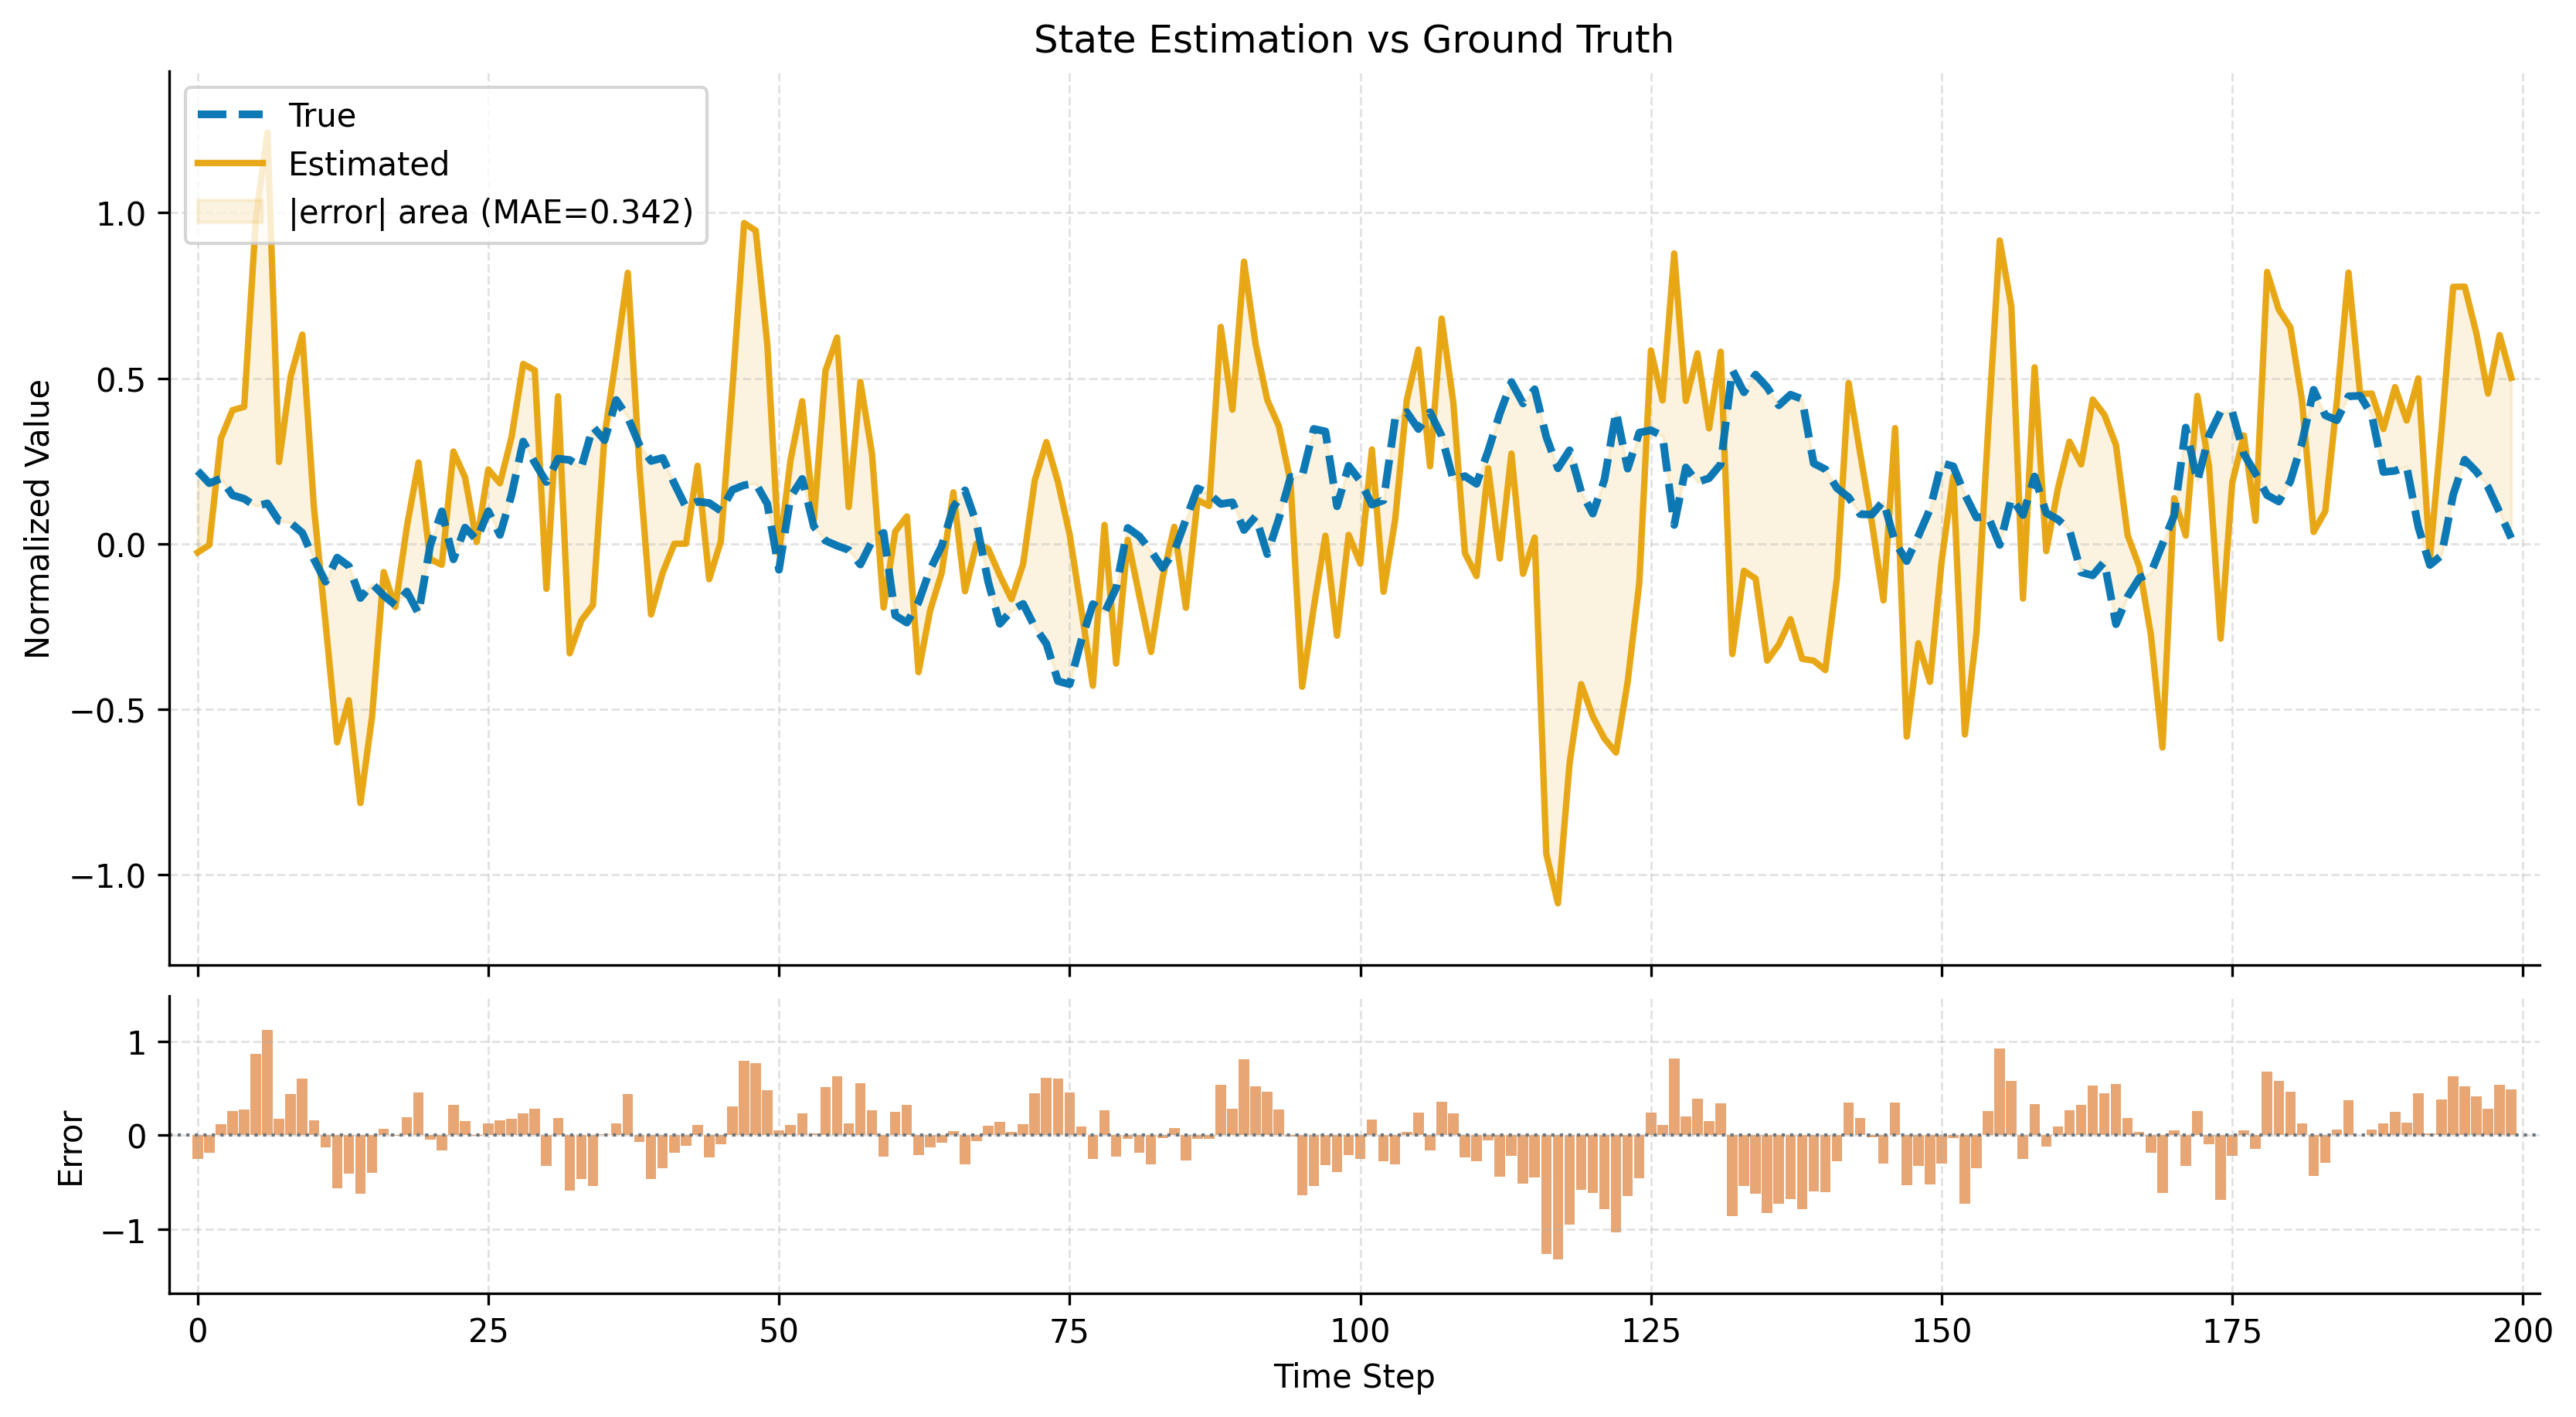 State Estimation vs Ground Truth
True
Estimated
|error| area (MAE=0.342)
Normalized Value
1.0
0.5
0.0
−0.5
−1.0
Error
1
0
−1
0 25 50 75 100 125 150 175 200
Time Step